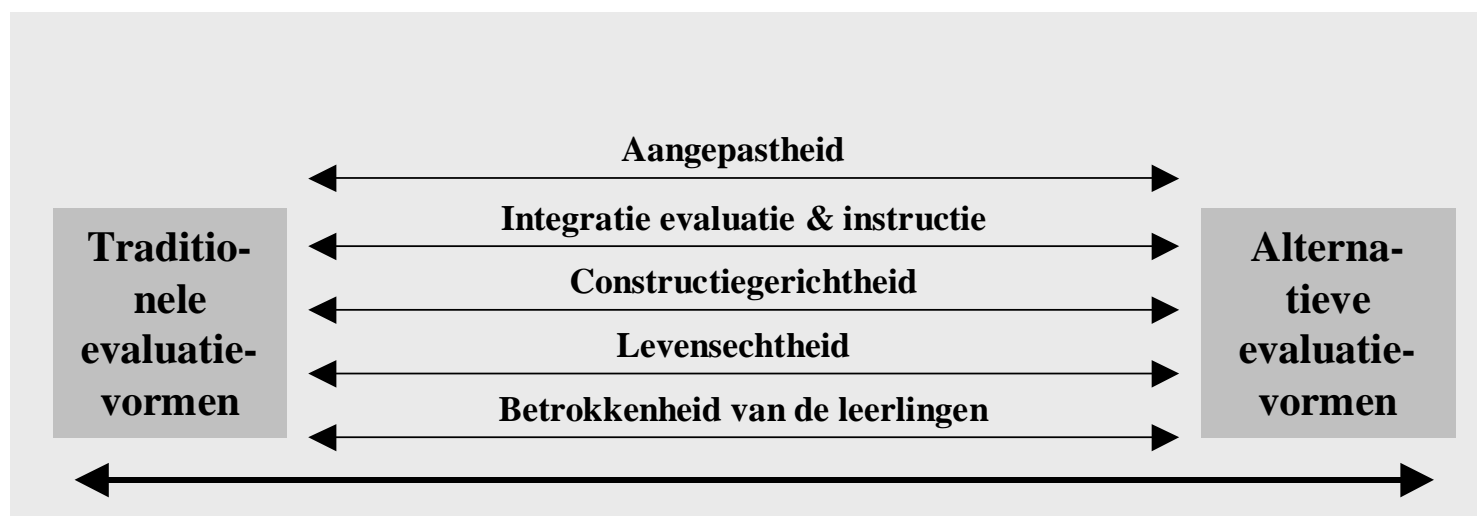 Aangepastheid
Integratie evaluatie & instructie
Constructiegerichtheid
Levensechtheid
Betrokkenheid van de leerlingen
Traditio-
nele
evaluatie-
vormen
Alterna-
tieve
evaluatie-
vormen